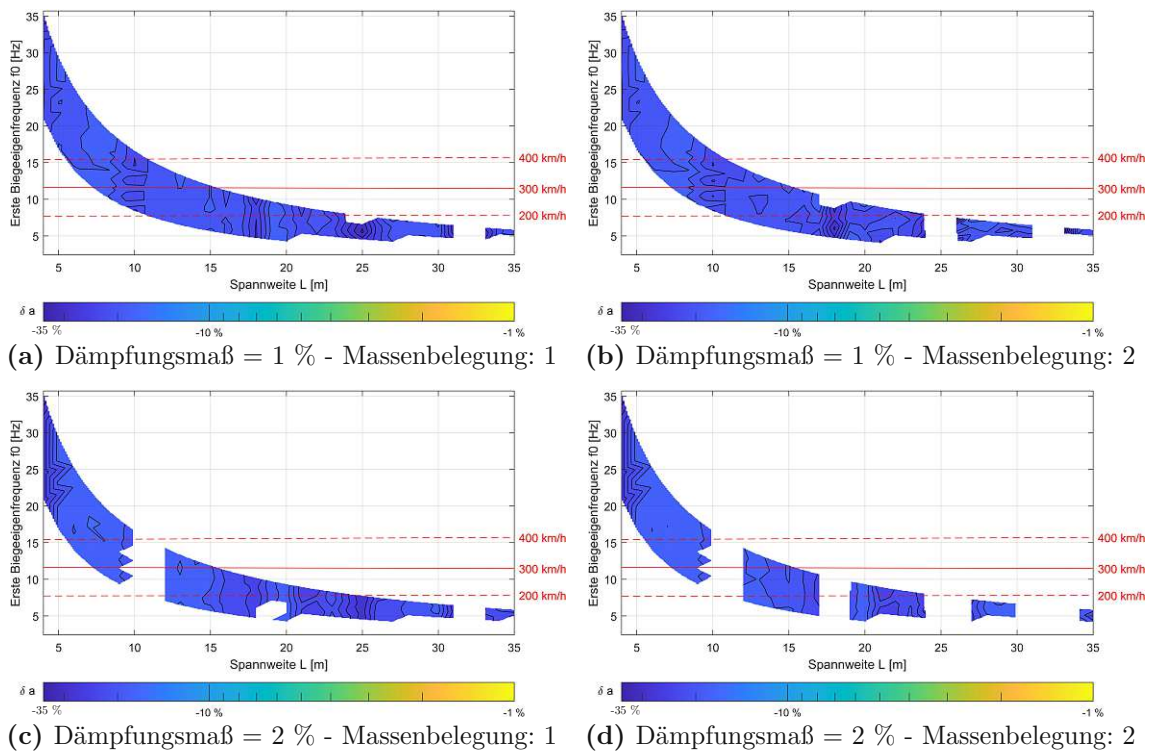 Erste Biegeeigenfrequenz f0 [Hz]
35
30
25
20
15
10
5
400 km/h
300 km/h
200 km/h
5 10 15 20 25 30 35
Spannweite L [m]
δ a
-35 % -10 % -1 %
(a) Dämpfungsmaß = 1 % - Massenbelegung: 1
Erste Biegeeigenfrequenz f0 [Hz]
35
30
25
20
15
10
5
400 km/h
300 km/h
200 km/h
5 10 15 20 25 30 35
Spannweite L [m]
δ a
-35 % -10 % -1 %
(b) Dämpfungsmaß = 1 % - Massenbelegung: 2
Erste Biegeeigenfrequenz f0 [Hz]
35
30
25
20
15
10
5
400 km/h
300 km/h
200 km/h
5 10 15 20 25 30 35
Spannweite L [m]
δ a
-35 % -10 % -1 %
(c) Dämpfungsmaß = 2 % - Massenbelegung: 1
Erste Biegeeigenfrequenz f0 [Hz]
35
30
25
20
15
10
5
400 km/h
300 km/h
200 km/h
5 10 15 20 25 30 35
Spannweite L [m]
δ a
-35 % -10 % -1 %
(d) Dämpfungsmaß = 2 % - Massenbelegung: 2